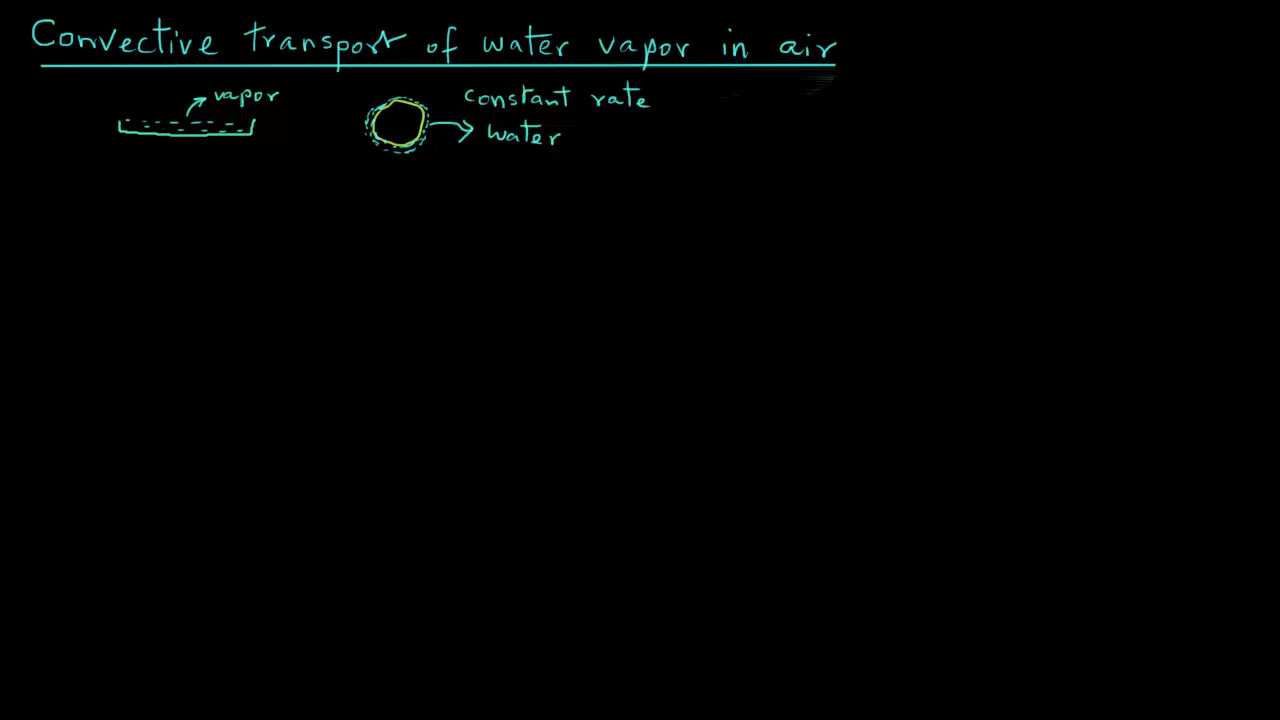 Convective transport of water vapor in air
vapor
constant rate
water